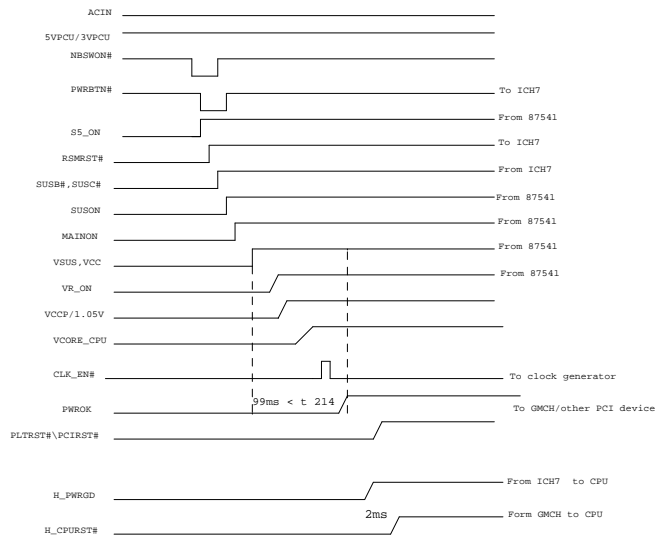 ACIN
5VPCU/3VPCU
NBSWON#
PWRBTN#
To ICH7
From 87541
S5_ON
To ICH7
RSMRST#
From ICH7
SUSB#,SUSC#
From 87541
SUSON
From 87541
MAINON
From 87541
VSUS,VCC
From 87541
VR_ON
VCCP/1.05V
VCORE_CPU
CLK_EN#
To clock generator
99ms < t 214
PWROK
To GMCH/other PCI device
PLTRST#\PCIRST#
From ICH7 to CPU
H_PWRGD
2ms
Form GMCH to CPU
H_CPURST#